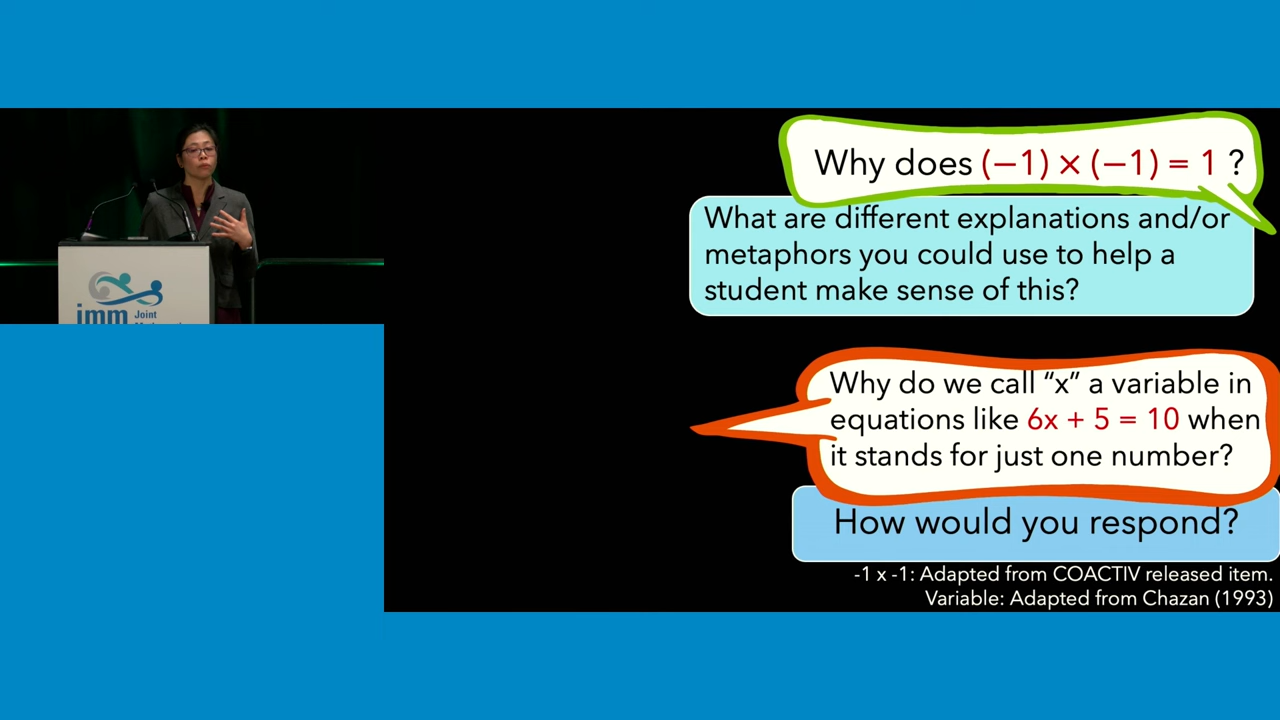 Why does (−1) × (−1) = 1 ?
What are different explanations and/or
metaphors you could use to help a
student make sense of this?
Why do we call “x” a variable in
equations like 6x + 5 = 10 when
it stands for just one number?
How would you respond?
-1 x -1: Adapted from COACTIV released item.
Variable: Adapted from Chazan (1993)
jmm Joint